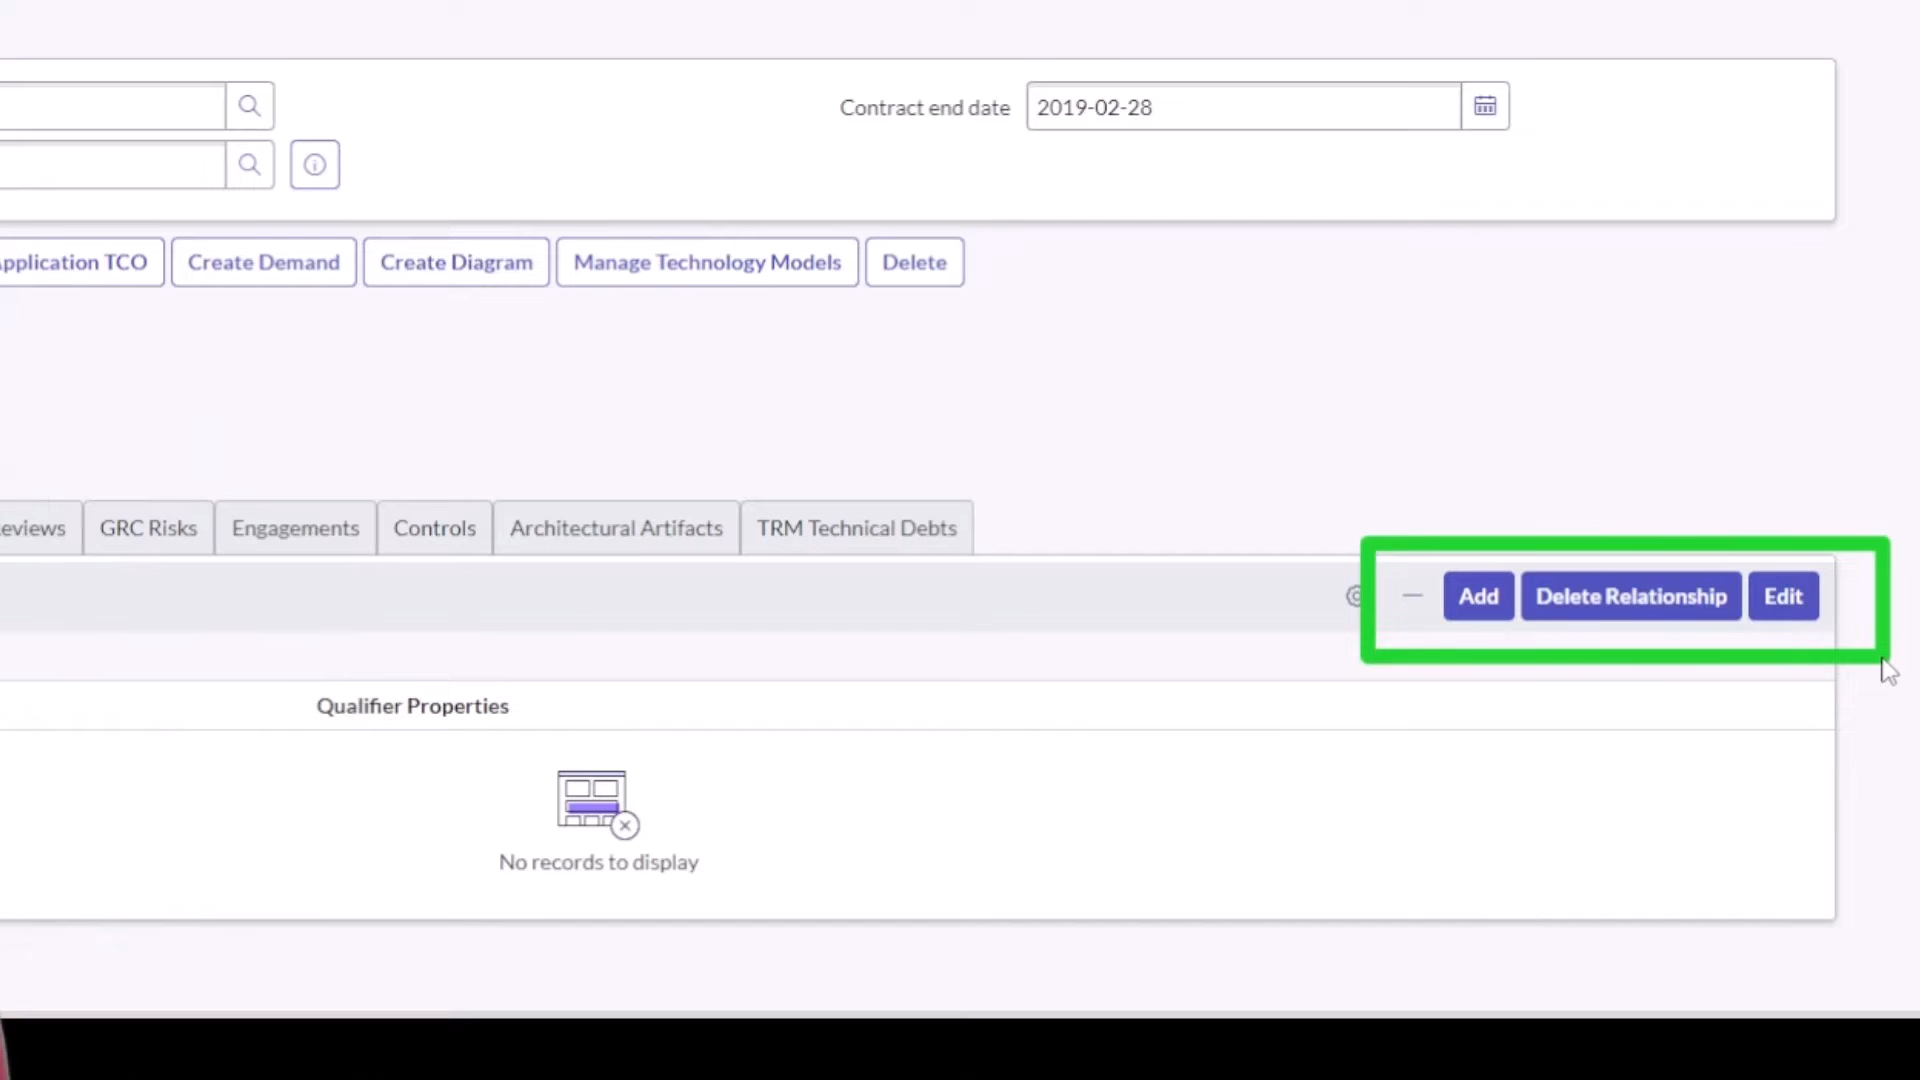 Contract end date 2019-02-28
pplication TCO Create Demand Create Diagram Manage Technology Models Delete
eviews GRC Risks Engagements Controls Architectural Artifacts TRM Technical Debts
Add Delete Relationship Edit
Qualifier Properties
No records to display